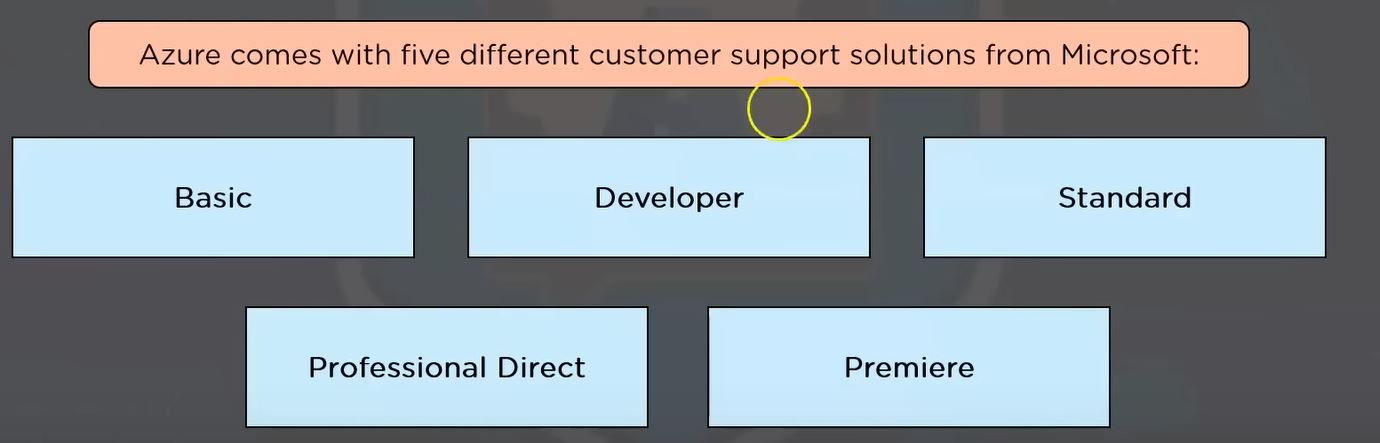 Azure comes with five different customer support solutions from Microsoft:
Basic
Developer
Standard
Professional Direct
Premiere